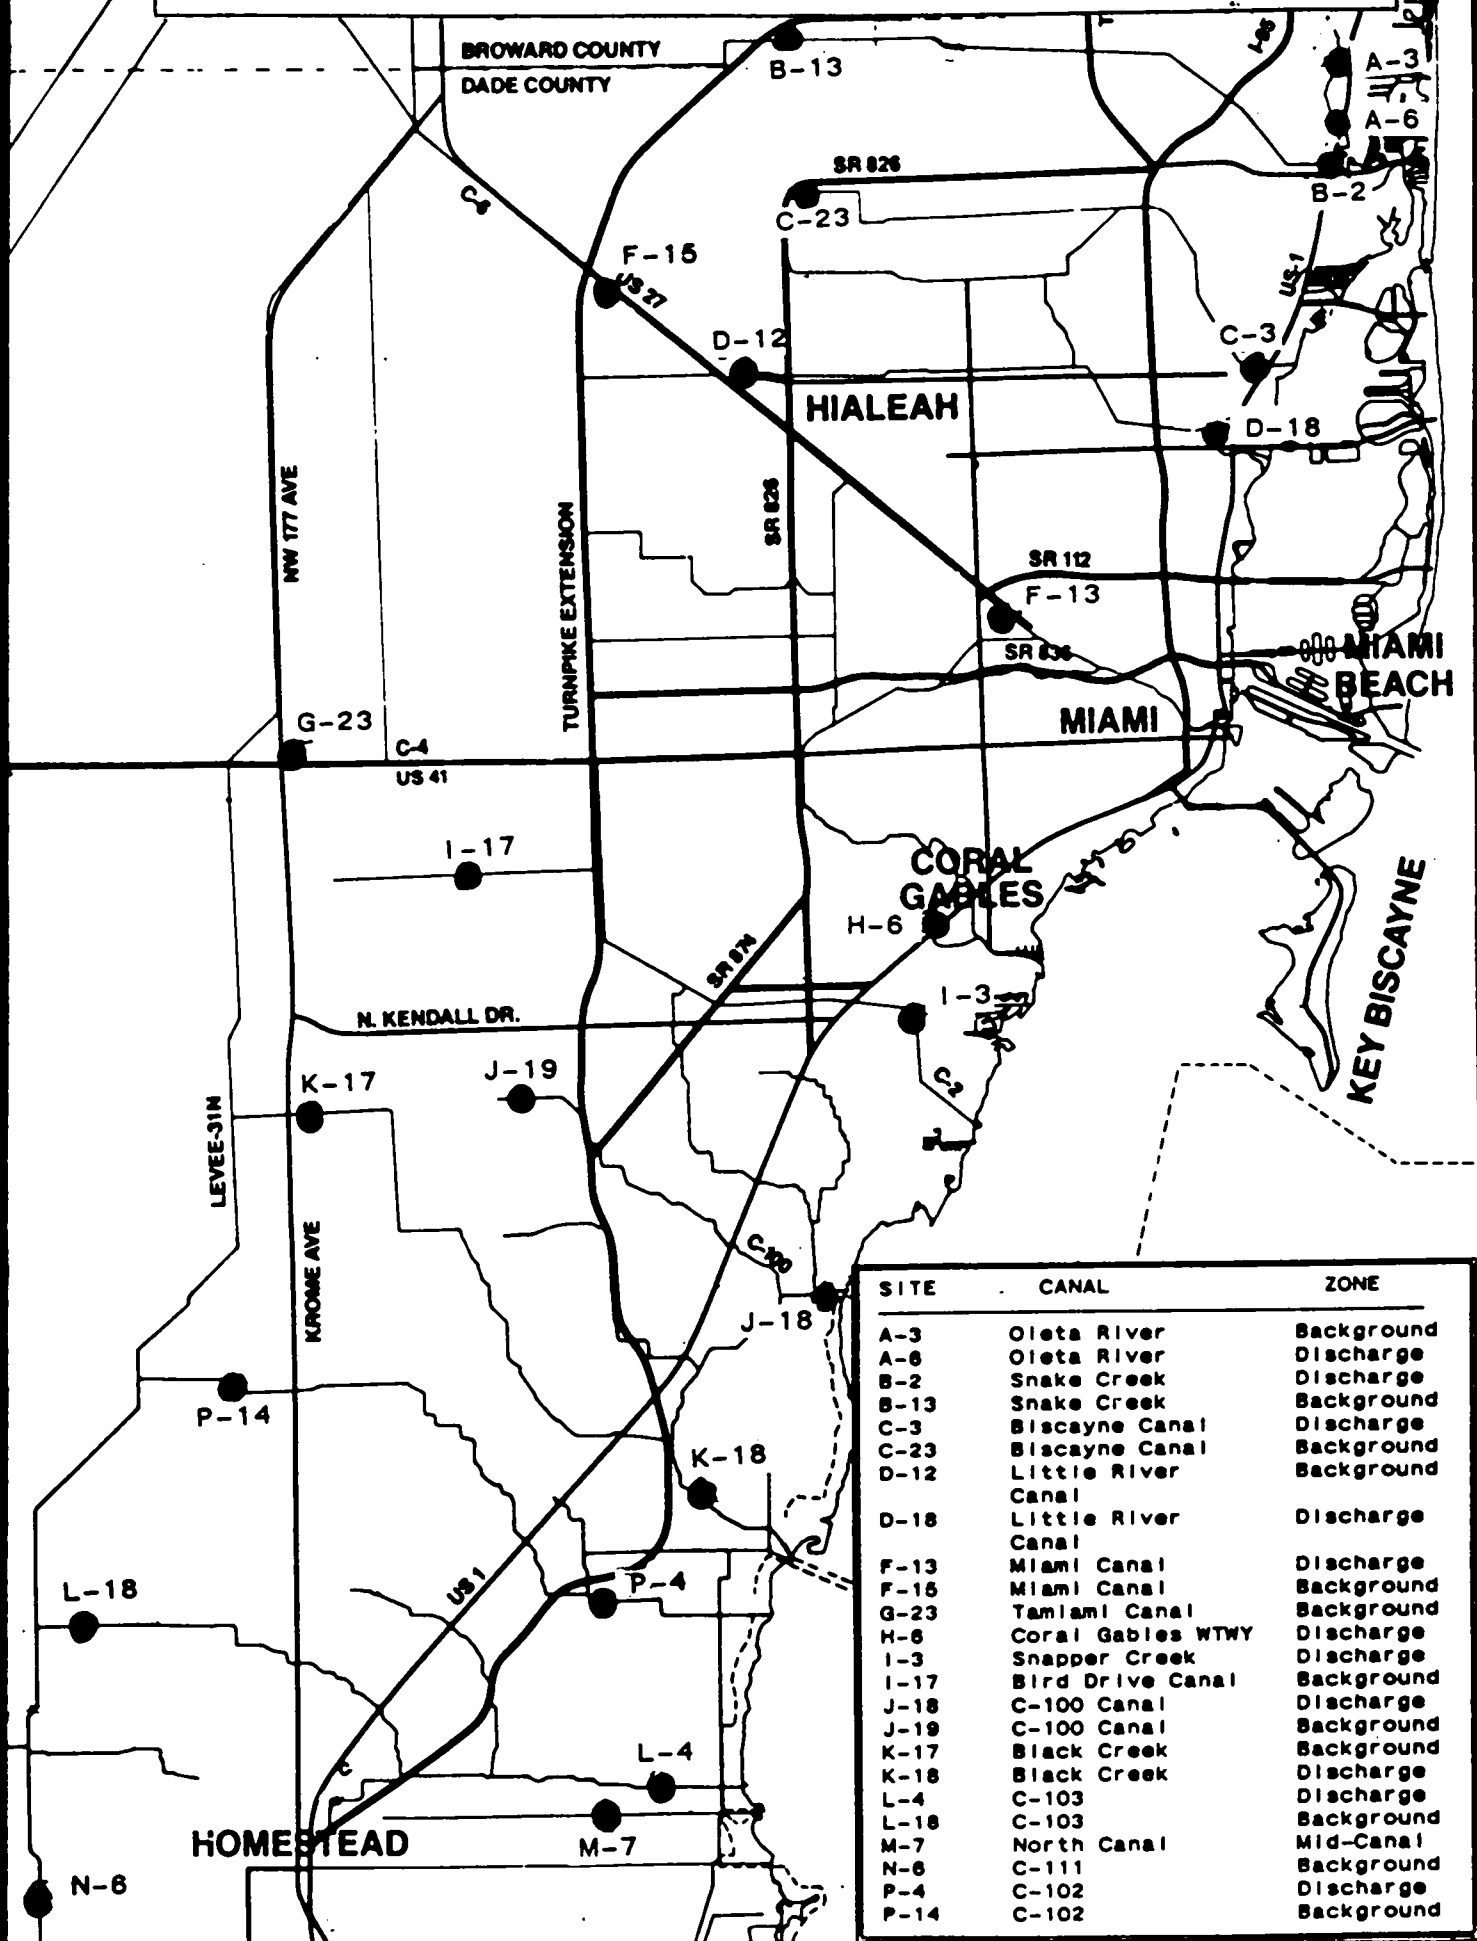 BROWARD COUNTY
DADE COUNTY
B-13
I-95
A-3
A-6
SR 826
B-2
C-6
C-23
F-15
US 27
US-1
D-12
C-3
HIALEAH
D-18
NW 177 AVE
TURNPIKE EXTENSION
SR 826
SR 112
F-13
SR 836
MIAMI
BEACH
MIAMI
G-23
C-4
US 41
I-17
CORAL
GABLES
H-6
KEY BISCAYNE
SR 874
I-3
N. KENDALL DR.
J-19
K-17
C-2
LEVEE-31N
KROME AVE
C-100
J-18
P-14
K-18
US 1
P-4
L-18
L-4
HOMESTEAD
M-7
N-6
SITE CANAL ZONE
A-3 Oleta River Background
A-6 Oleta River Discharge
B-2 Snake Creek Discharge
B-13 Snake Creek Background
C-3 Biscayne Canal Discharge
C-23 Biscayne Canal Background
D-12 Little River Background
Canal
D-18 Little River Discharge
Canal
F-13 Miami Canal Discharge
F-15 Miami Canal Background
G-23 Tamiami Canal Background
H-6 Coral Gables WTWY Discharge
I-3 Snapper Creek Discharge
I-17 Bird Drive Canal Background
J-18 C-100 Canal Discharge
J-19 C-100 Canal Background
K-17 Black Creek Background
K-18 Black Creek Discharge
L-4 C-103 Discharge
L-18 C-103 Background
M-7 North Canal Mid-Canal
N-6 C-111 Background
P-4 C-102 Discharge
P-14 C-102 Background